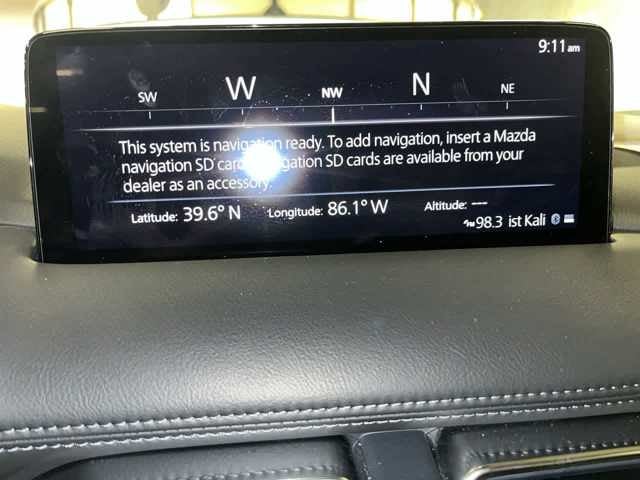 9:11am
SW W NW N NE
This system is navigation ready. To add navigation, insert a Mazda
navigation SD card. Navigation SD cards are available from your
dealer as an accessory.
Latitude: 39.6° N Longitude: 86.1° W Altitude: ---
FM 98.3 ist Kali